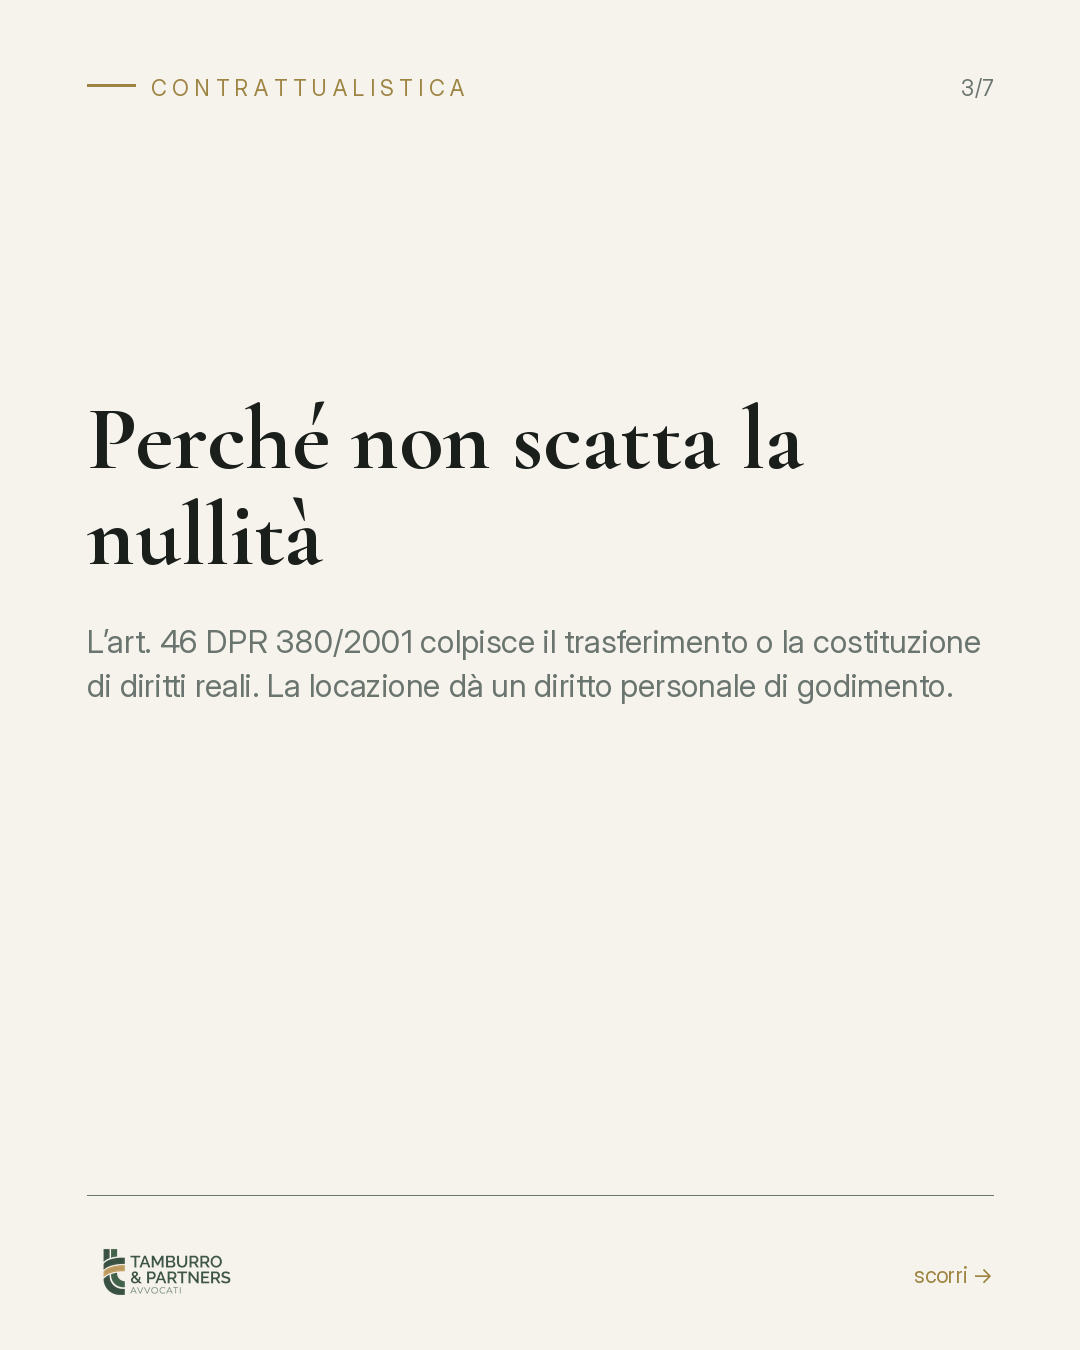 CONTRATTUALISTICA
3/7
Perché non scatta la
nullità
L’art. 46 DPR 380/2001 colpisce il trasferimento o la costituzione
di diritti reali. La locazione dà un diritto personale di godimento.
TAMBURRO
& PARTNERS
AVVOCATI
scorri →